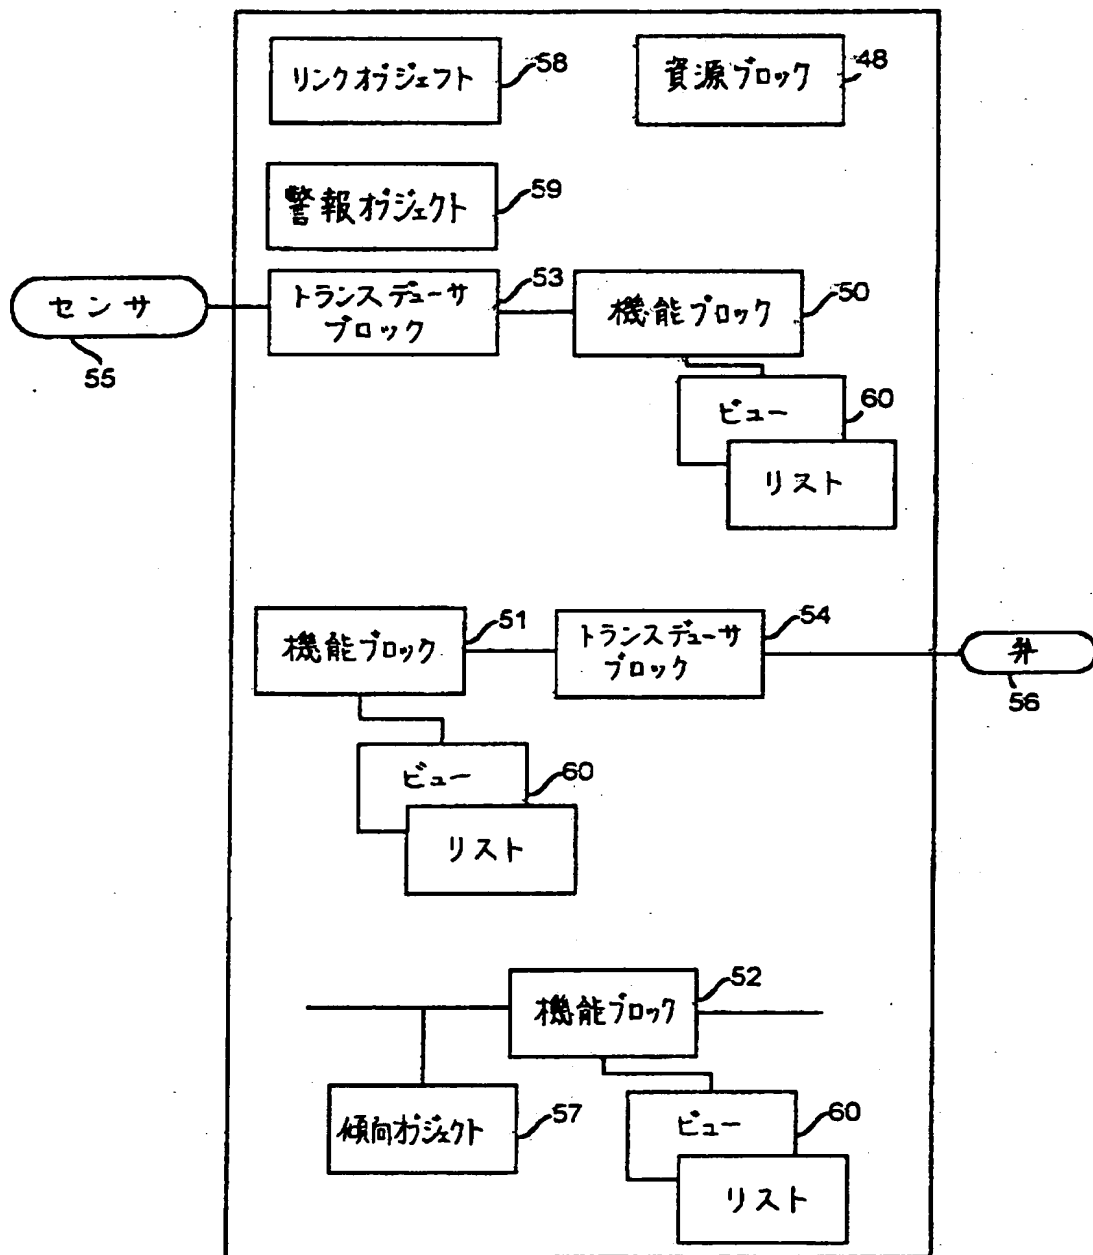 リンクオブジェフト
58
資源ブロック
48
警報オブジェクト
59
センサ
55
トランスデューサ
ブロック
53
機能ブロック
50
ビュー
60
リスト
機能ブロック
51
トランスデューサ
ブロック
54
弁
56
ビュー
60
リスト
機能ブロック
52
傾向オブジェクト
57
ビュー
60
リスト